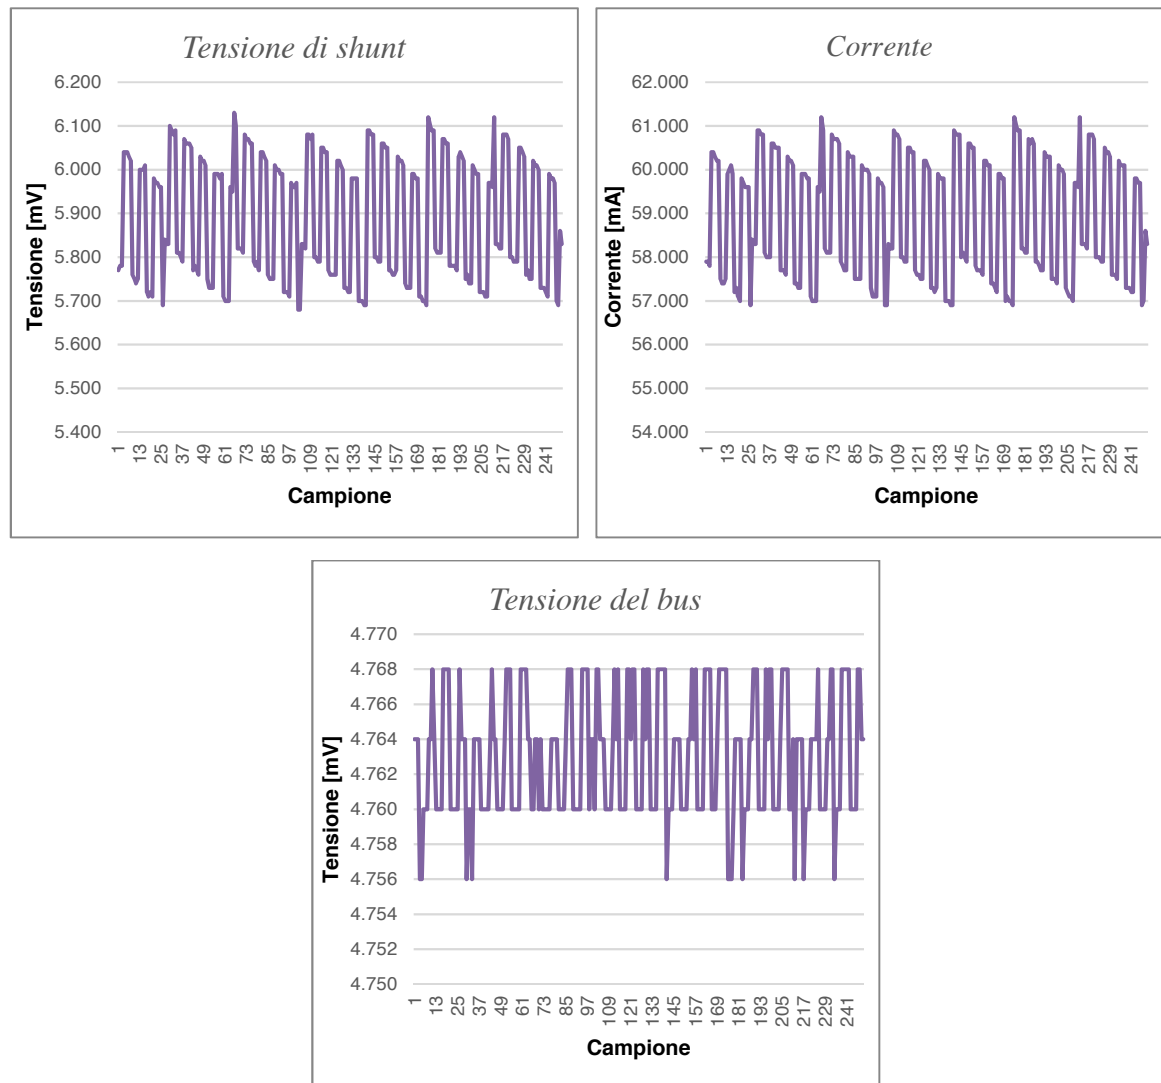 Tensione di shunt
6.200
6.100
6.000
5.900
5.800
5.700
5.600
5.500
5.400
Tensione [mV]
1 13 25 37 49 61 73 85 97 109 121 133 145 157 169 181 193 205 217 229 241
Campione
Corrente
62.000
61.000
60.000
59.000
58.000
57.000
56.000
55.000
54.000
Corrente [mA]
1 13 25 37 49 61 73 85 97 109 121 133 145 157 169 181 193 205 217 229 241
Campione
Tensione del bus
4.770
4.768
4.766
4.764
4.762
4.760
4.758
4.756
4.754
4.752
4.750
Tensione [mV]
1 13 25 37 49 61 73 85 97 109 121 133 145 157 169 181 193 205 217 229 241
Campione